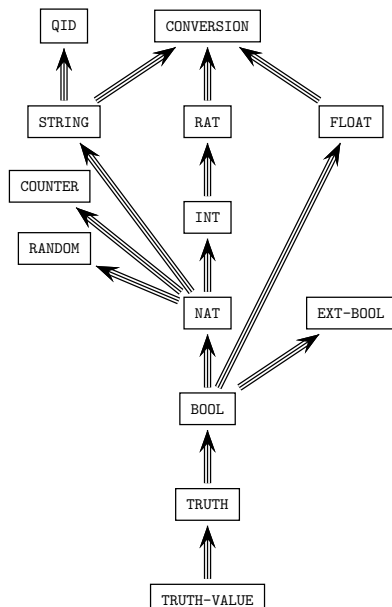 QID
CONVERSION
STRING
RAT
FLOAT
COUNTER
INT
RANDOM
NAT
EXT-BOOL
BOOL
TRUTH
TRUTH-VALUE